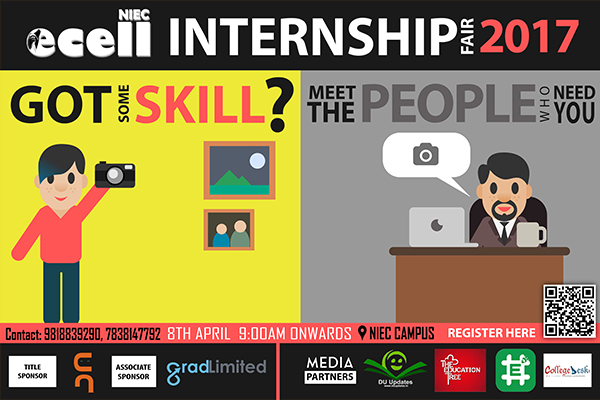 NIEC
ecell INTERNSHIP FAIR 2017
GOT SOME SKILL?
MEET THE PEOPLE WHO NEED YOU
Contact: 9818839290, 7838147792 8TH APRIL 9:00AM ONWARDS NIEC CAMPUS REGISTER HERE
TITLE SPONSOR
ASSOCIATE SPONSOR
gradLimited
MEDIA PARTNERS
DU Updates
THE EDUCATION TREE
CollegeDesk